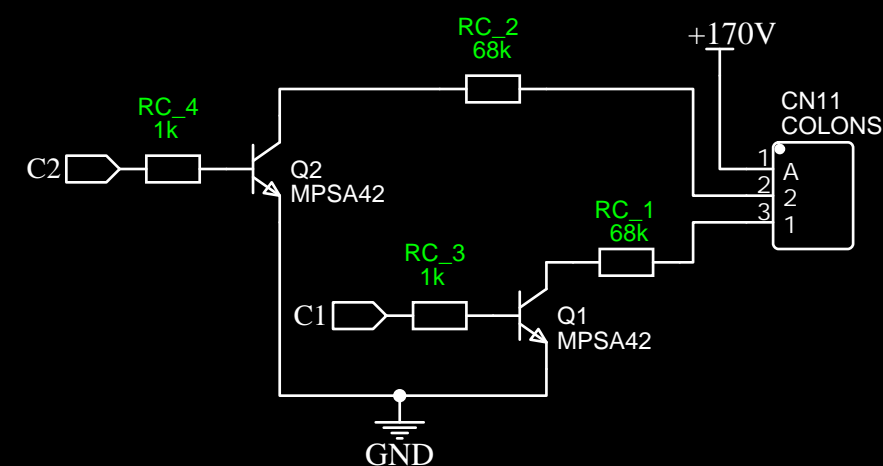 RC_2
68k
+170V
CN11
COLONS
RC_4
1k
C2
Q2
MPSA42
1
A
2
2
3
1
RC_1
68k
RC_3
1k
C1
Q1
MPSA42
GND